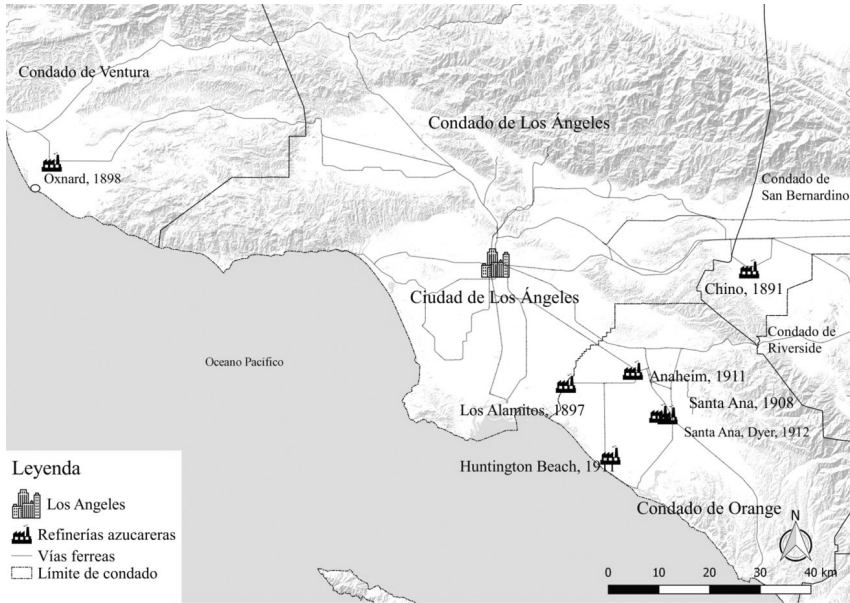 Condado de Ventura
Condado de Los Ángeles
Oxnard, 1898
Condado de
San Bernardino
Chino, 1891
Ciudad de Los Ángeles
Condado de
Riverside
Oceano Pacifico
Anaheim, 1911
Los Alamitos, 1897
Santa Ana, 1908
Santa Ana, Dyer, 1912
Huntington Beach, 1911
Condado de Orange
Leyenda
Los Angeles
Refinerías azucareras
Vías ferreas
Límite de condado
N
0 10 20 30 40 km